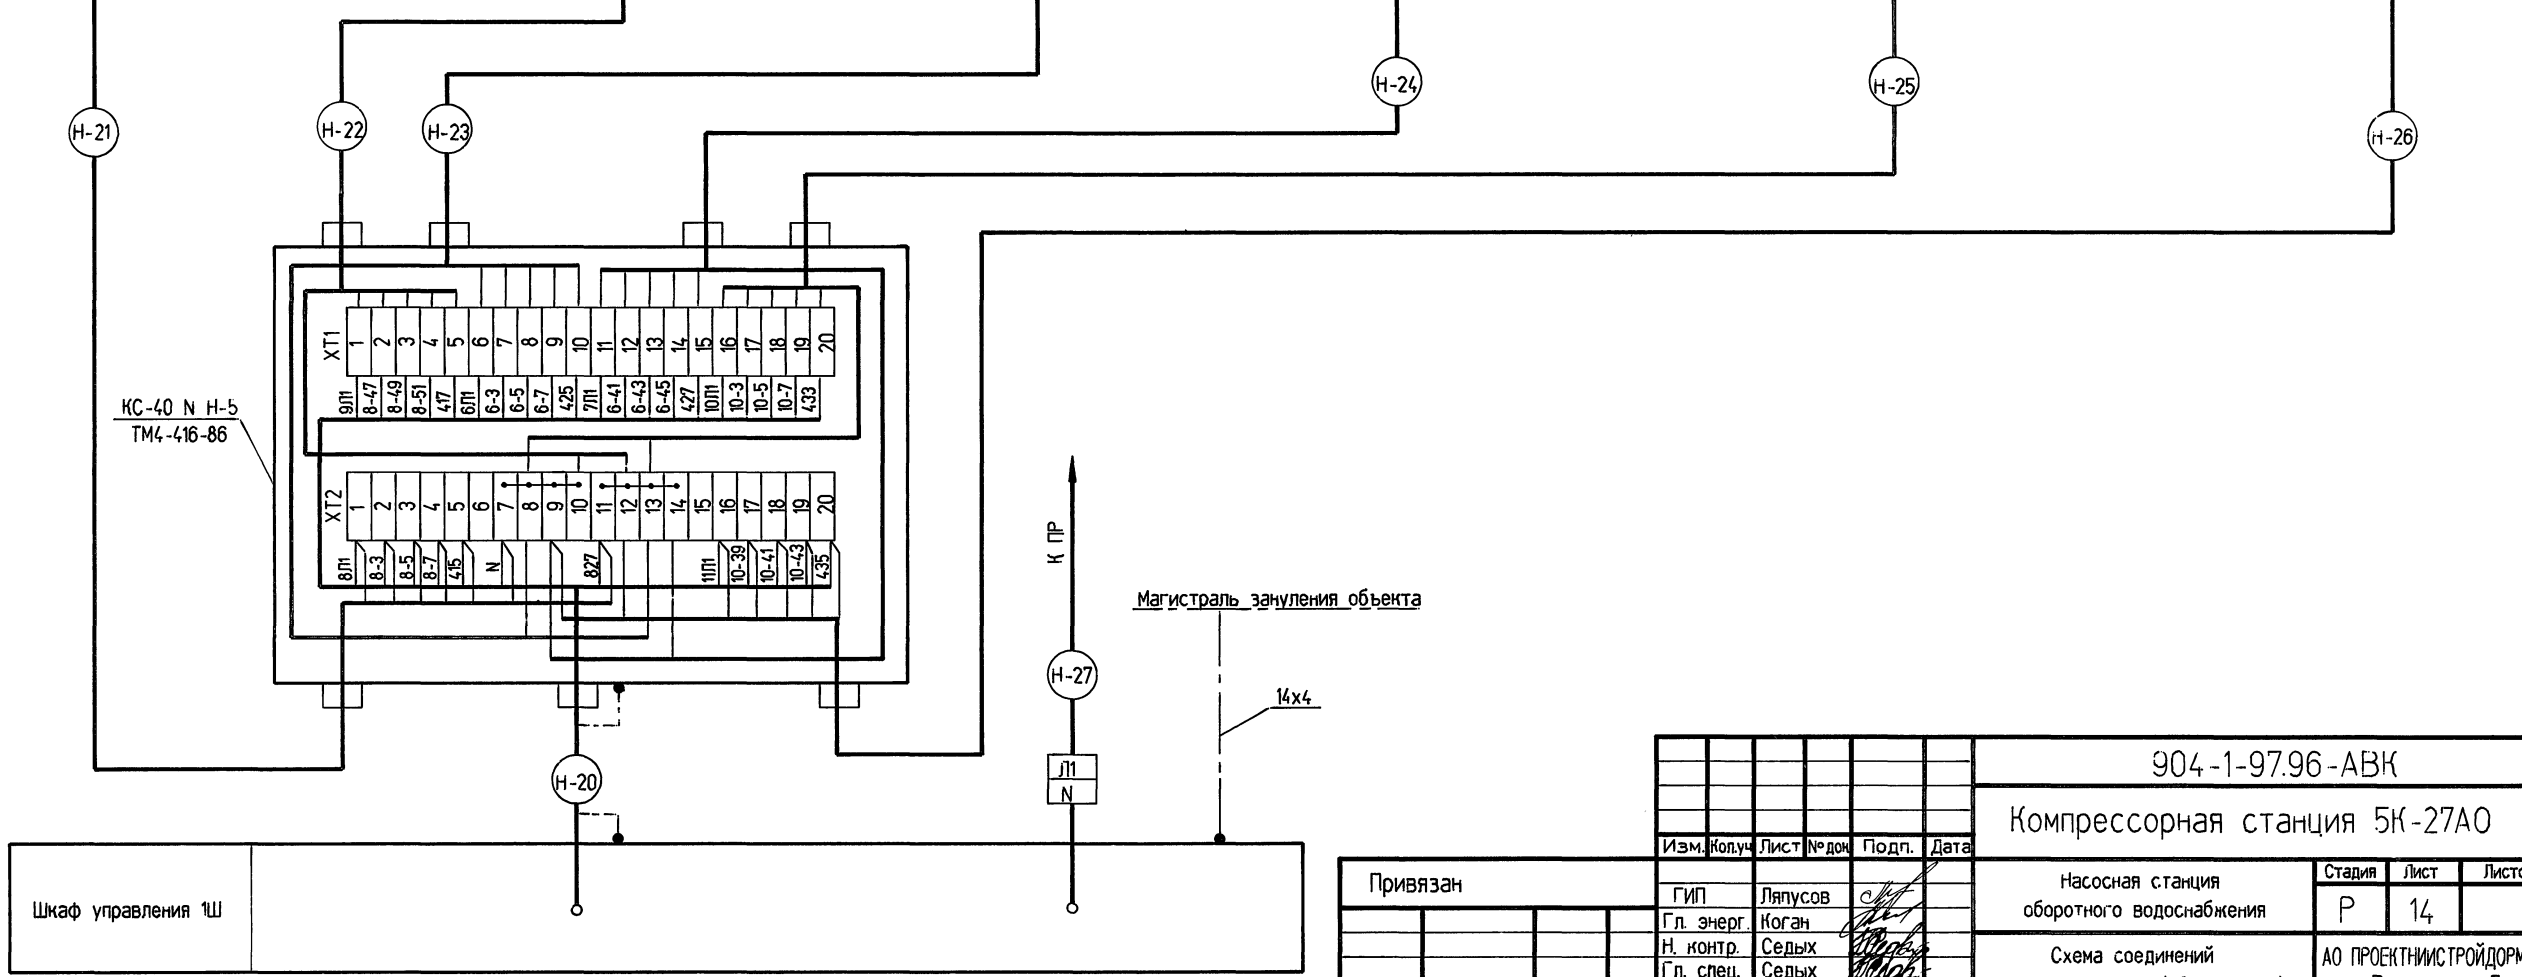 Н-21
Н-22
Н-23
Н-24
Н-25
Н-26
КС-40 N Н-5
ТМ4-416-86
ХТ1
1 2 3 4 5 6 7 8 9 10 11 12 13 14 15 16 17 18 19 20
9Л1 8-47 8-49 8-51 417 6Л1 6-3 6-5 6-7 425 7Л1 6-41 6-43 6-45 427 10Л1 10-3 10-5 10-7 433
ХТ2
1 2 3 4 5 6 7 8 9 10 11 12 13 14 15 16 17 18 19 20
8Л1 8-3 8-5 8-7 415 N 827 11Л1 10-39 10-41 10-43 435
К ПР
Магистраль зануления объекта
14х4
Н-27
Л1
N
Н-20
Шкаф управления 1Ш
Привязан
904-1-97.96-АВК
Компрессорная станция 5К-27АО
Изм. Кол.уч Лист №док Подп. Дата
ГИП Ляпусов
Гл. энерг. Коган
Н. контр. Седых
Гл. спец. Седых
Насосная станция
оборотного водоснабжения
Стадия Лист Листо
Р 14
Схема соединений
АО ПРОЕКТНИИСТРОЙДОРМ